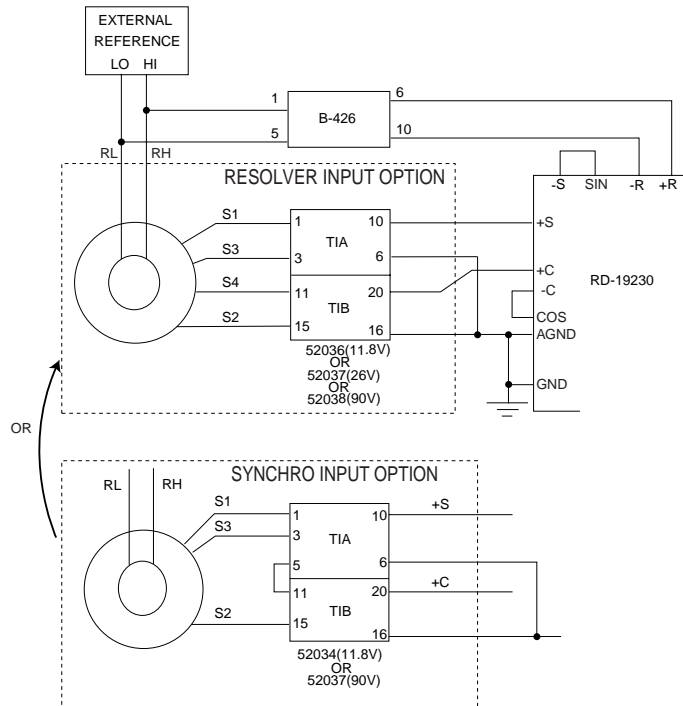 EXTERNAL
REFERENCE
LO HI
1
5
B-426
6
10
RL RH
RESOLVER INPUT OPTION
-S SIN -R +R
S1
S3
S4
S2
1
3
11
15
TIA
TIB
10
6
20
16
+S
+C
-C
COS
AGND
GND
RD-19230
52036(11.8V)
OR
52037(26V)
OR
52038(90V)
OR
SYNCHRO INPUT OPTION
RL RH
S1
S3
S2
1
3
5
11
15
TIA
TIB
10
6
20
16
+S
+C
52034(11.8V)
OR
52037(90V)